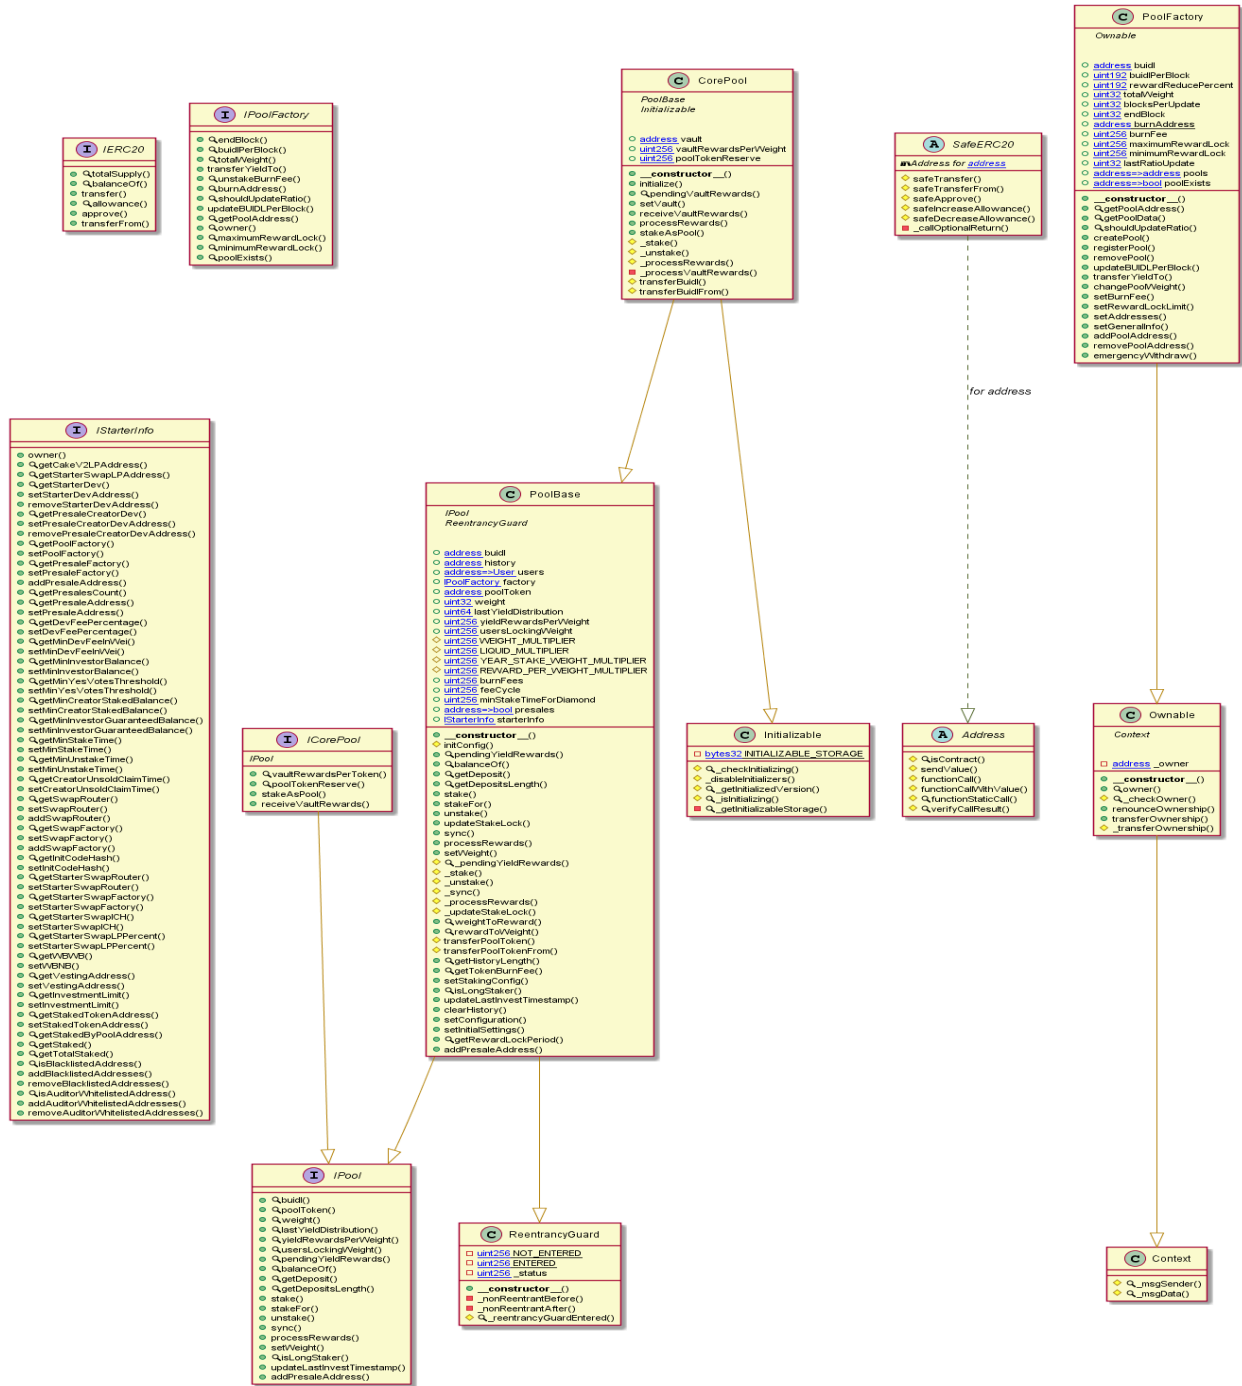 PoolFactory
Ownable
address buidl
uint192 buidlPerBlock
uint192 rewardReducePercent
uint32 totalWeight
uint32 blocksPerUpdate
uint32 endBlock
address burnAddress
uint256 burnFee
uint256 maximumRewardLock
uint256 minimumRewardLock
uint32 lastRatioUpdate
address=>address pools
address=>bool poolExists
__constructor__()
getPoolAddress()
getPoolData()
shouldUpdateRatio()
createPool()
registerPool()
removePool()
updateBUIDLPerBlock()
transferYieldTo()
changePoolWeight()
setBurnFee()
setRewardLockLimit()
setAddresses()
setGeneralInfo()
addPoolAddress()
removePoolAddress()
emergencyWithdraw()
CorePool
PoolBase
Initializable
address vault
uint256 vaultRewardsPerWeight
uint256 poolTokenReserve
__constructor__()
initialize()
pendingVaultRewards()
setVault()
receiveVaultRewards()
processRewards()
stakeAsPool()
_stake()
_unstake()
_processRewards()
_processVaultRewards()
transferBuidl()
transferBuidlFrom()
IPoolFactory
endBlock()
buidlPerBlock()
totalWeight()
transferYieldTo()
unstakeBurnFee()
burnAddress()
shouldUpdateRatio()
updateBUIDLPerBlock()
getPoolAddress()
owner()
maximumRewardLock()
minimumRewardLock()
poolExists()
IERC20
totalSupply()
balanceOf()
transfer()
allowance()
approve()
transferFrom()
SafeERC20
Address for address
safeTransfer()
safeTransferFrom()
safeApprove()
safeIncreaseAllowance()
safeDecreaseAllowance()
_callOptionalReturn()
for address
IStarterInfo
owner()
getCakeV2LPAddress()
getStarterSwapLPAddress()
getStarterDev()
setStarterDevAddress()
removeStarterDevAddress()
getPresaleCreatorDev()
setPresaleCreatorDevAddress()
removePresaleCreatorDevAddress()
getPoolFactory()
setPoolFactory()
getPresaleFactory()
setPresaleFactory()
addPresaleAddress()
getPresalesCount()
getPresaleAddress()
setPresaleAddress()
getDevFeePercentage()
setDevFeePercentage()
getMinDevFeeInWei()
setMinDevFeeInWei()
getMinInvestorBalance()
setMinInvestorBalance()
getMinYesVotesThreshold()
setMinYesVotesThreshold()
getMinCreatorStakedBalance()
setMinCreatorStakedBalance()
getMinInvestorGuaranteedBalance()
setMinInvestorGuaranteedBalance()
getMinStakeTime()
setMinStakeTime()
getMinUnstakeTime()
setMinUnstakeTime()
getCreatorUnsoldClaimTime()
setCreatorUnsoldClaimTime()
getSwapRouter()
setSwapRouter()
addSwapRouter()
getSwapFactory()
setSwapFactory()
addSwapFactory()
getInitCodeHash()
setInitCodeHash()
getStarterSwapRouter()
setStarterSwapRouter()
getStarterSwapFactory()
setStarterSwapFactory()
getStarterSwapICH()
setStarterSwapICH()
getStarterSwapLPPercent()
setStarterSwapLPPercent()
getWBWB()
setWBNB()
getVestingAddress()
setVestingAddress()
getInvestmentLimit()
setInvestmentLimit()
getStakedTokenAddress()
setStakedTokenAddress()
getStakedByPoolAddress()
getStaked()
getTotalStaked()
isBlacklistedAddress()
addBlacklistedAddresses()
removeBlacklistedAddresses()
isAuditorWhitelistedAddress()
addAuditorWhitelistedAddresses()
removeAuditorWhitelistedAddresses()
PoolBase
IPool
ReentrancyGuard
address buidl
address history
address=>User users
IPoolFactory factory
address poolToken
uint32 weight
uint64 lastYieldDistribution
uint256 yieldRewardsPerWeight
uint256 usersLockingWeight
uint256 WEIGHT_MULTIPLIER
uint256 LIQUID_MULTIPLIER
uint256 YEAR_STAKE_WEIGHT_MULTIPLIER
uint256 REWARD_PER_WEIGHT_MULTIPLIER
uint256 burnFees
uint256 feeCycle
uint256 minStakeTimeForDiamond
address=>bool presales
IStarterInfo starterInfo
__constructor__()
initConfig()
pendingYieldRewards()
balanceOf()
getDeposit()
getDepositsLength()
stake()
stakeFor()
unstake()
updateStakeLock()
sync()
processRewards()
setWeight()
_pendingYieldRewards()
_stake()
_unstake()
_sync()
_processRewards()
_updateStakeLock()
weightToReward()
rewardToWeight()
transferPoolToken()
transferPoolTokenFrom()
getHistoryLength()
getTokenBurnFee()
setStakingConfig()
isLongStaker()
updateLastInvestTimestamp()
clearHistory()
setConfiguration()
setInitialSettings()
getRewardLockPeriod()
addPresaleAddress()
ICorePool
IPool
vaultRewardsPerToken()
poolTokenReserve()
stakeAsPool()
receiveVaultRewards()
Initializable
bytes32 INITIALIZABLE_STORAGE
_checkInitializing()
_disableInitializers()
_getInitializedVersion()
_isInitializing()
_getInitializableStorage()
Address
isContract()
sendValue()
functionCall()
functionCallWithValue()
functionStaticCall()
verifyCallResult()
Ownable
Context
address _owner
__constructor__()
owner()
_checkOwner()
renounceOwnership()
transferOwnership()
_transferOwnership()
IPool
buidl()
poolToken()
weight()
lastYieldDistribution()
yieldRewardsPerWeight()
usersLockingWeight()
pendingYieldRewards()
balanceOf()
getDeposit()
getDepositsLength()
stake()
stakeFor()
unstake()
sync()
processRewards()
setWeight()
isLongStaker()
updateLastInvestTimestamp()
addPresaleAddress()
ReentrancyGuard
uint256 NOT_ENTERED
uint256 ENTERED
uint256 _status
__constructor__()
_nonReentrantBefore()
_nonReentrantAfter()
_reentrancyGuardEntered()
Context
_msgSender()
_msgData()